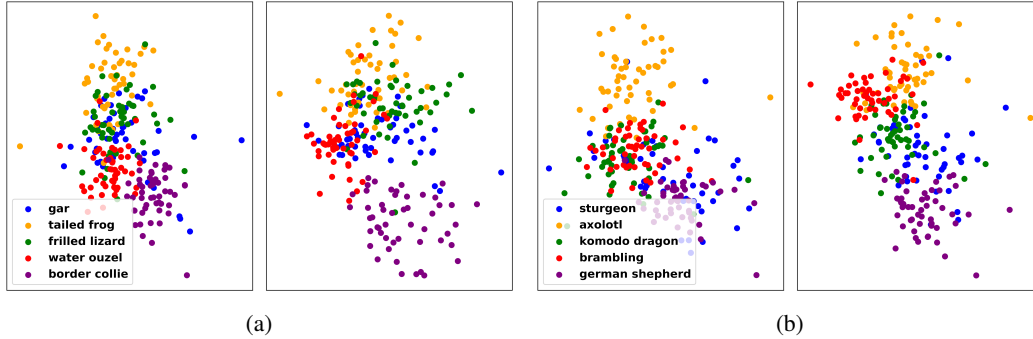 gar
tailed frog
frilled lizard
water ouzel
border collie
sturgeon
axolotl
komodo dragon
brambling
german shepherd
(a)
(b)